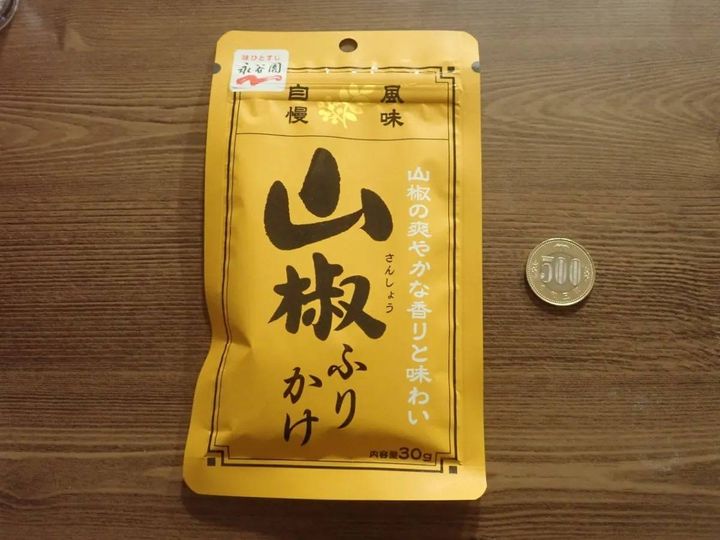 味ひとすじ
永谷園
風味
自慢
山椒の爽やかな香りと味わい
山椒
さんしょう
ふりかけ
内容量30g
500